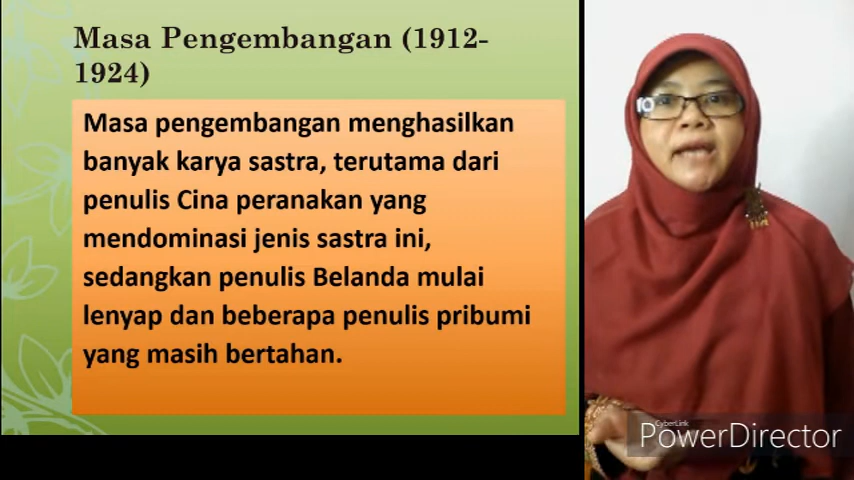 Masa Pengembangan (1912-
1924)
Masa pengembangan menghasilkan
banyak karya sastra, terutama dari
penulis Cina peranakan yang
mendominasi jenis sastra ini,
sedangkan penulis Belanda mulai
lenyap dan beberapa penulis pribumi
yang masih bertahan.
CyberLink
PowerDirector